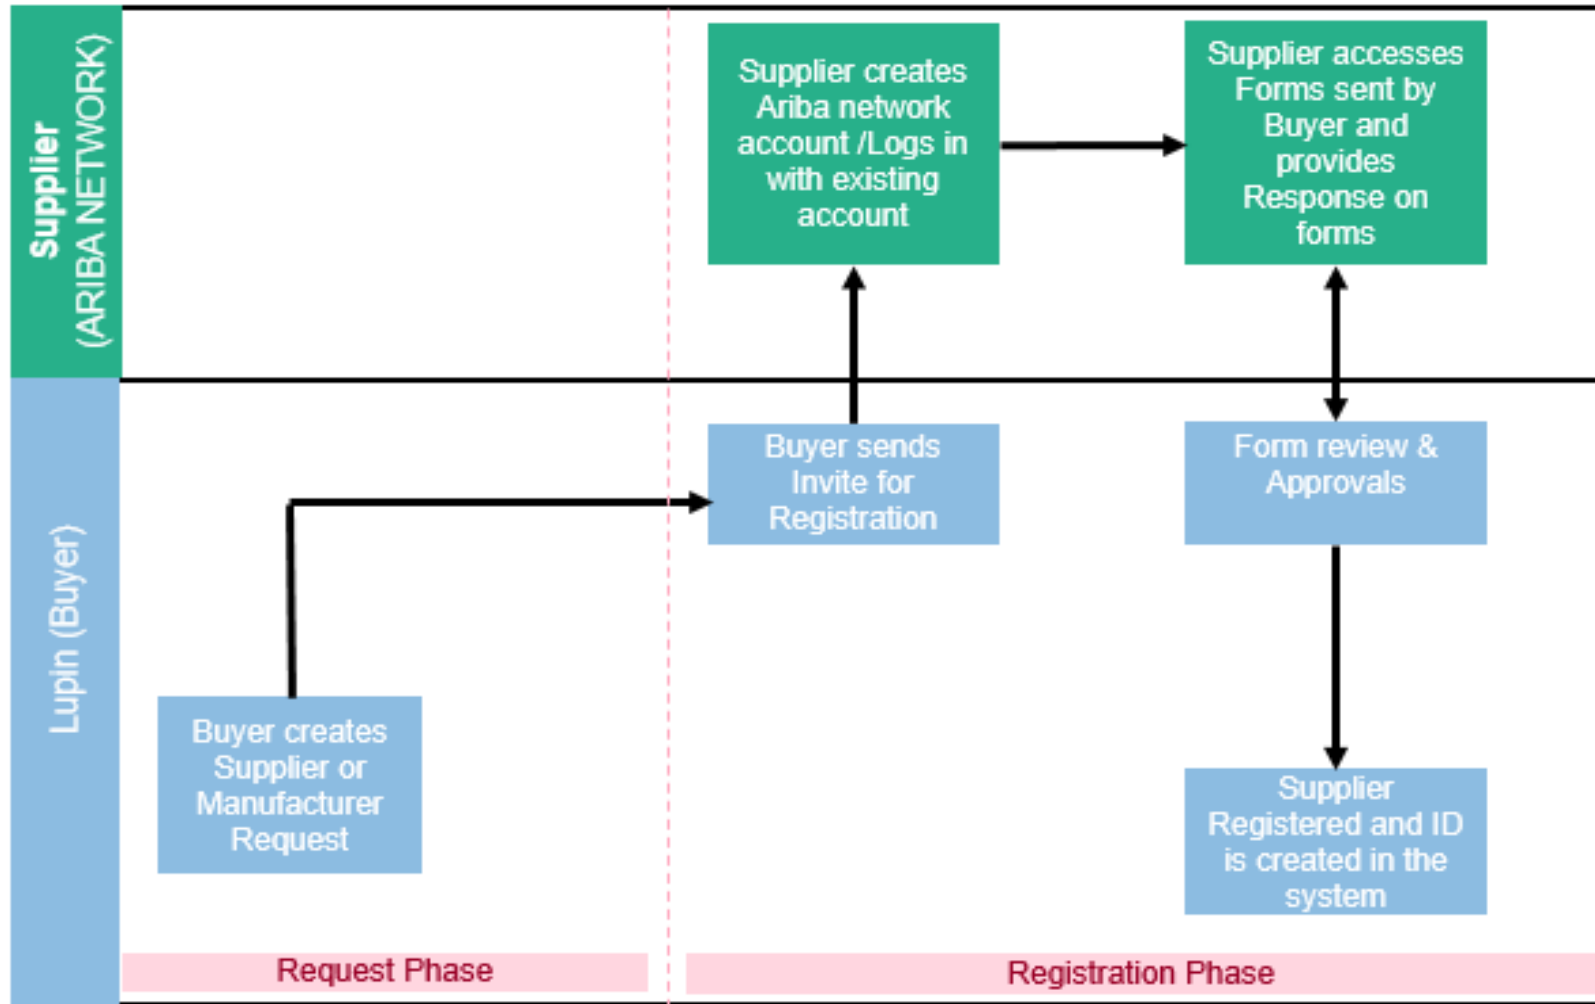 Supplier
(ARIBA NETWORK)
Supplier creates
Ariba network
account /Logs in
with existing
account
Supplier accesses
Forms sent by
Buyer and
provides
Response on
forms
Lupin (Buyer)
Buyer sends
Invite for
Registration
Form review &
Approvals
Buyer creates
Supplier or
Manufacturer
Request
Supplier
Registered and ID
is created in the
system
Request Phase
Registration Phase